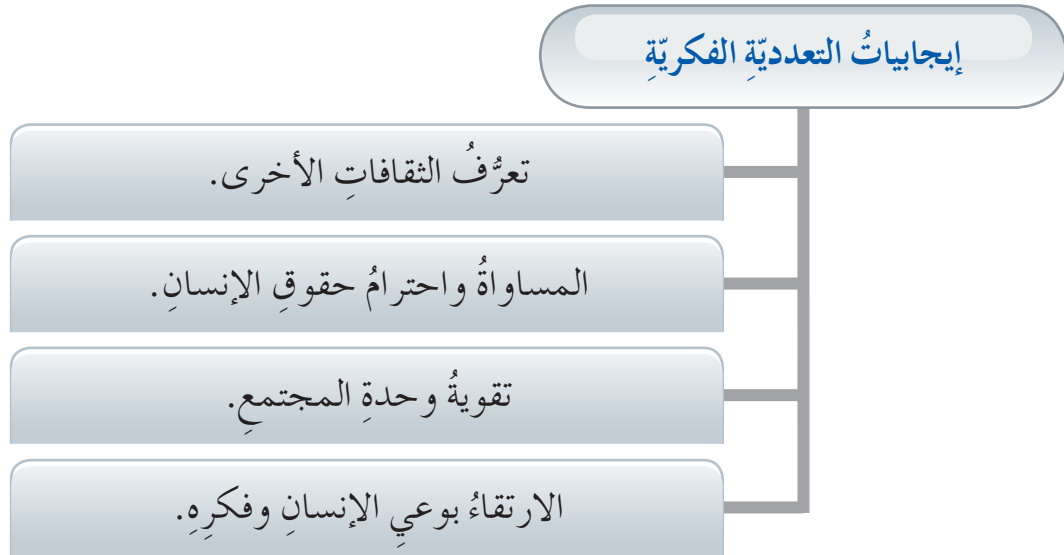 إيجابياتُ التعدديّةِ الفكريّةِ
تعرُّفُ الثقافاتِ الأخرى.
المساواةُ واحترامُ حقوقِ الإنسانِ.
تقويةُ وحدةِ المجتمعِ.
الارتقاءُ بوعيِ الإنسانِ وفكرِهِ.